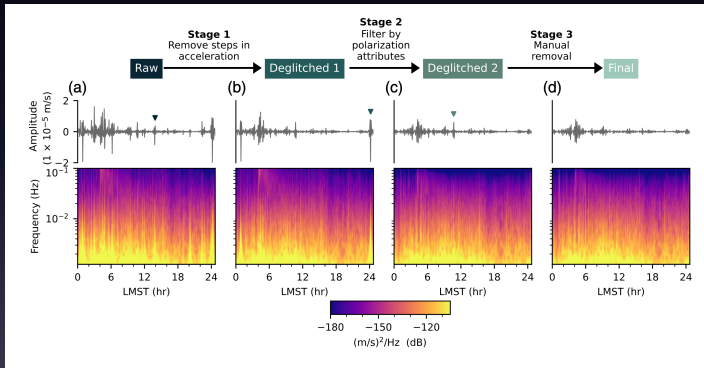 Stage 1
Remove steps in
acceleration
Stage 2
Filter by
polarization
attributes
Stage 3
Manual
removal
Raw
Deglitched 1
Deglitched 2
Final
(a)
(b)
(c)
(d)
Amplitude
(1 × 10⁻⁵ m/s)
2
0
−2
Frequency (Hz)
10⁻¹
10⁻²
0 6 12 18 24
0 6 12 18 24
0 6 12 18 24
0 6 12 18 24
LMST (hr)
LMST (hr)
LMST (hr)
LMST (hr)
−180 −150 −120
(m/s)²/Hz (dB)